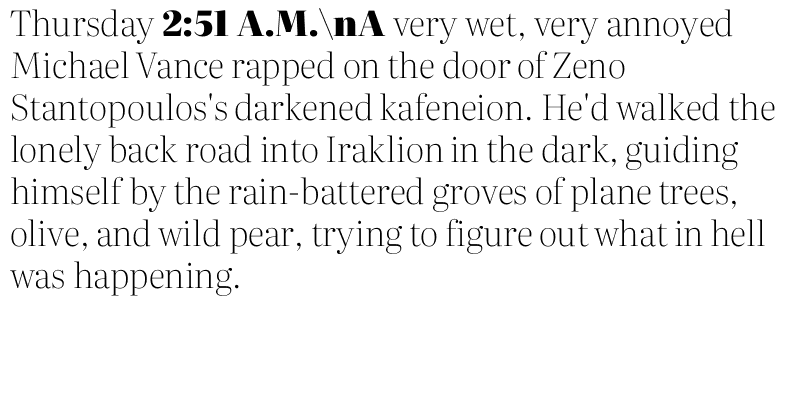 Thursday 2:51 A.M.\nA very wet, very annoyed
Michael Vance rapped on the door of Zeno
Stantopoulos's darkened kafeneion. He'd walked the
lonely back road into Iraklion in the dark, guiding
himself by the rain-battered groves of plane trees,
olive, and wild pear, trying to figure out what in hell
was happening.